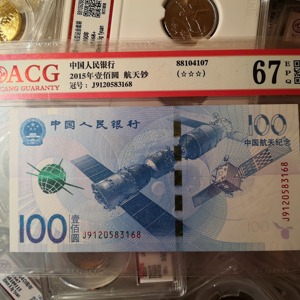 ACG
CANG GUARANTY
中国人民银行
2015年壹佰圆 航天钞
冠号：J9120583168
88104107
(☆☆☆)
67 EPQ
中国人民银行
100
中国航天纪念
J9120583168
100 壹佰圆
J9120583168